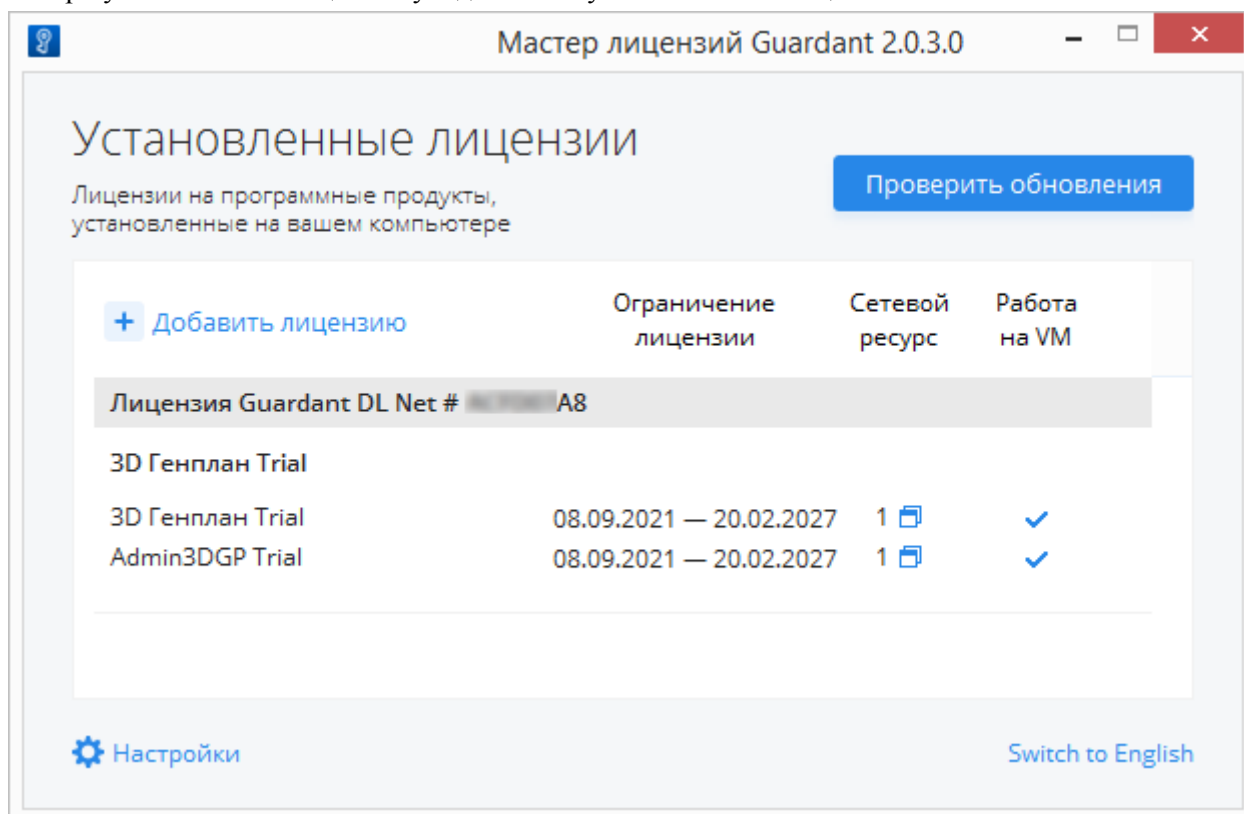 Мастер лицензий Guardant 2.0.3.0
Установленные лицензии
Проверить обновления
Лицензии на программные продукты,
установленные на вашем компьютере
Добавить лицензию
Ограничение
лицензии
Сетевой
ресурс
Работа
на VM
Лицензия Guardant DL Net # A8
3D Генплан Trial
3D Генплан Trial 08.09.2021 — 20.02.2027 1
Admin3DGP Trial 08.09.2021 — 20.02.2027 1
Настройки
Switch to English